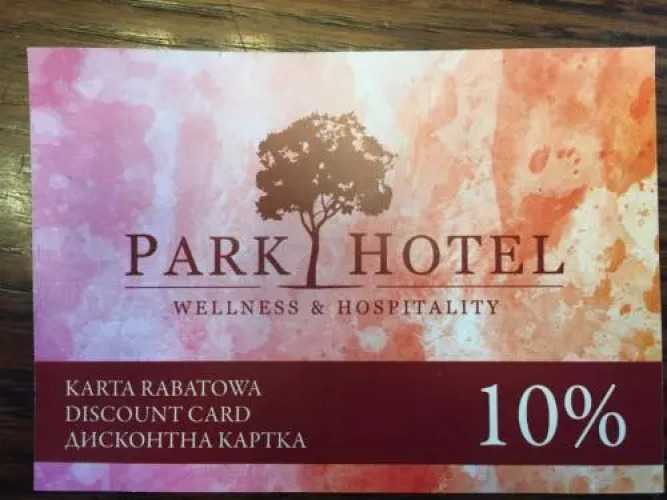 PARK HOTEL
WELLNESS & HOSPITALITY
KARTA RABATOWA
DISCOUNT CARD
ДИСКОНТНА КАРТКА
10%